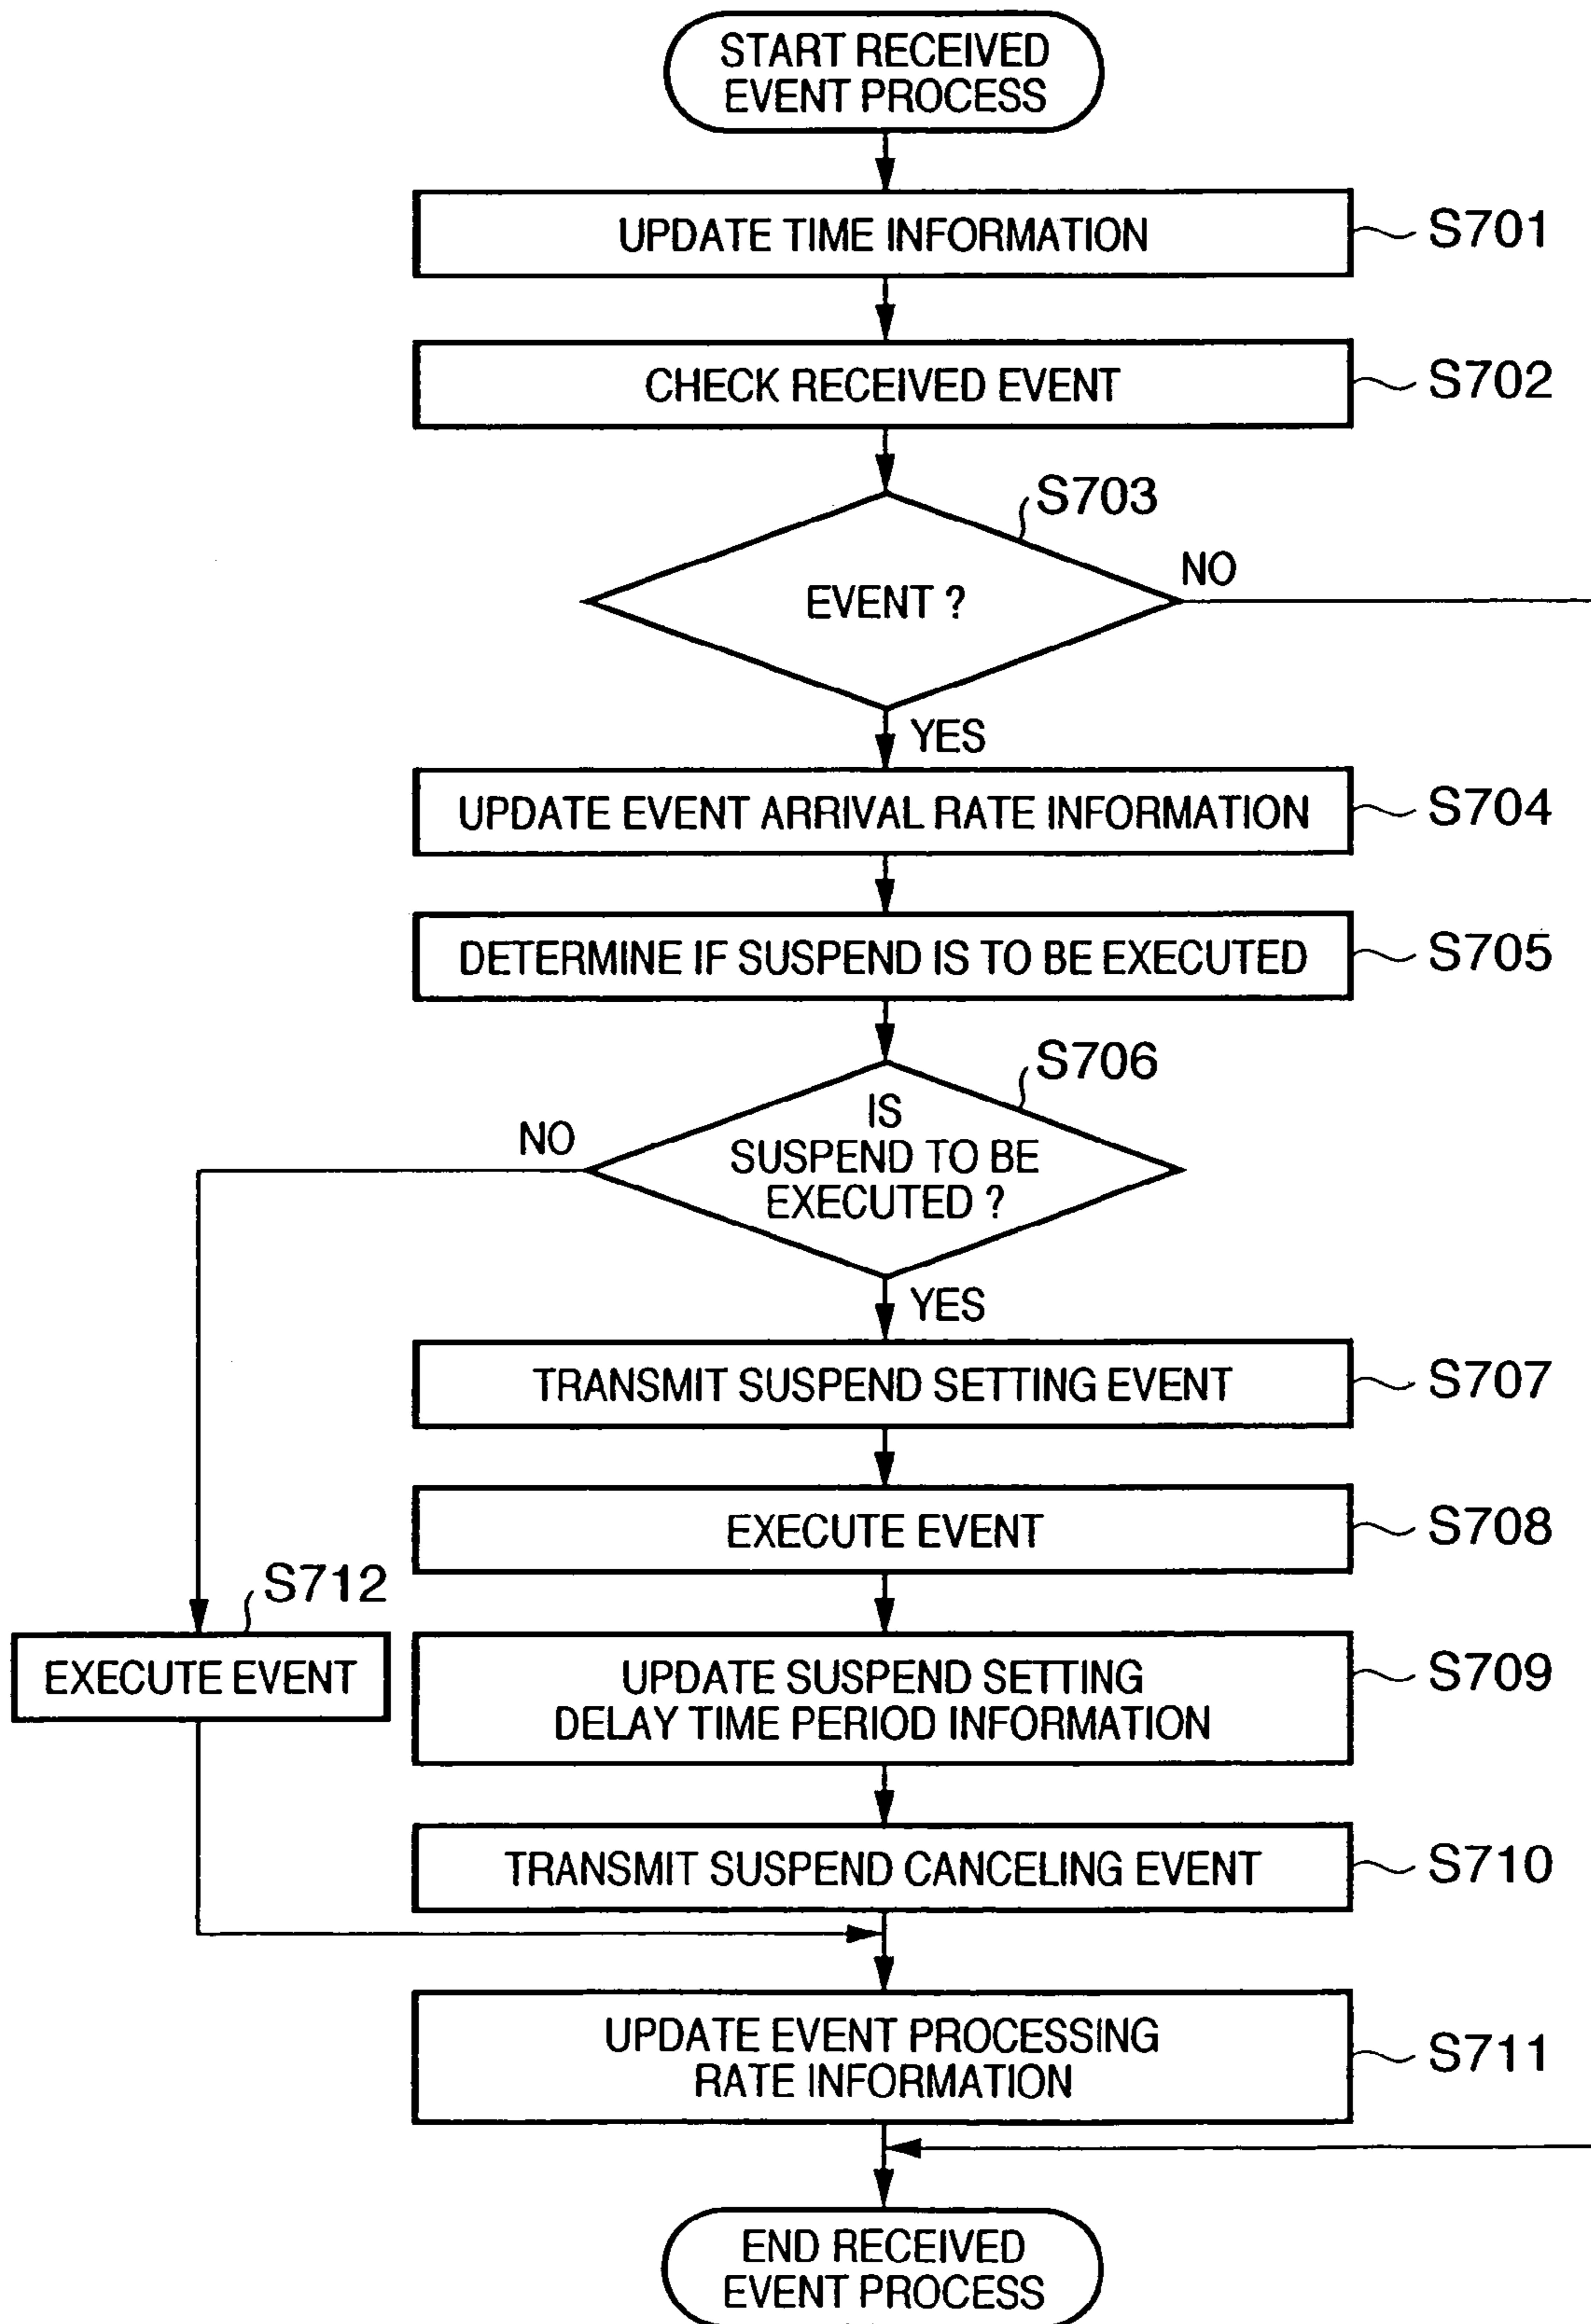 START RECEIVED
EVENT PROCESS
UPDATE TIME INFORMATION
S701
CHECK RECEIVED EVENT
S702
S703
EVENT ?
NO
YES
UPDATE EVENT ARRIVAL RATE INFORMATION
S704
DETERMINE IF SUSPEND IS TO BE EXECUTED
S705
S706
IS
SUSPEND TO BE
EXECUTED ?
NO
YES
TRANSMIT SUSPEND SETTING EVENT
S707
EXECUTE EVENT
S708
S712
EXECUTE EVENT
UPDATE SUSPEND SETTING
DELAY TIME PERIOD INFORMATION
S709
TRANSMIT SUSPEND CANCELING EVENT
S710
UPDATE EVENT PROCESSING
RATE INFORMATION
S711
END RECEIVED
EVENT PROCESS